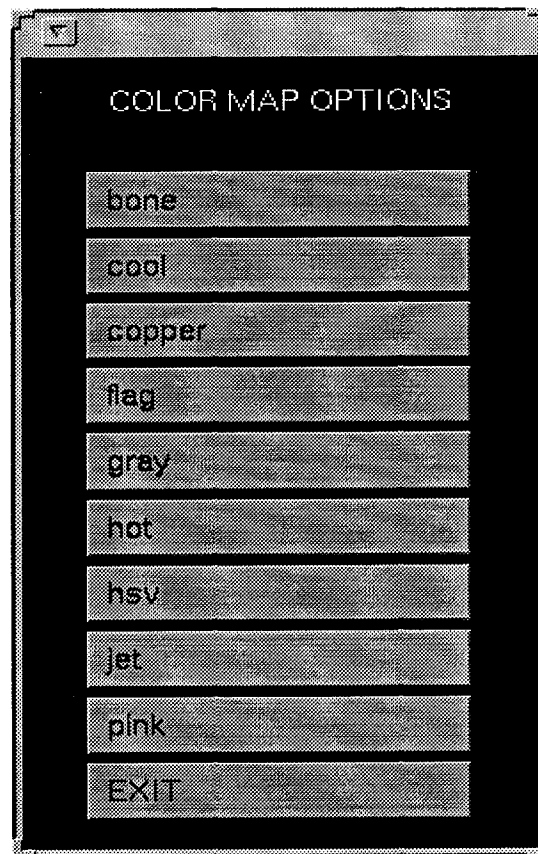 COLOR MAP OPTIONS
bone
cool
copper
flag
gray
hot
hsv
jet
pink
EXIT